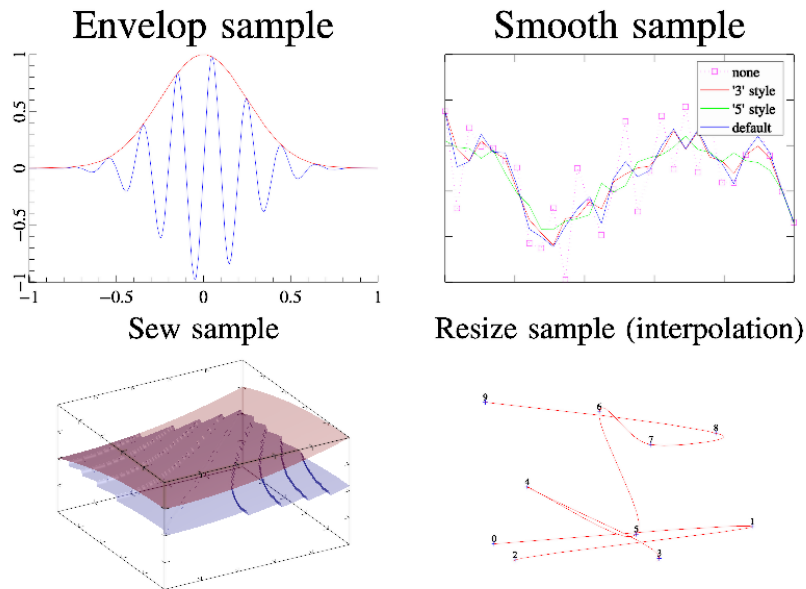 Envelop sample
1
0.5
0
−0.5
−1
−1
−0.5
0
0.5
1
Smooth sample
none
'3' style
'5' style
default
Sew sample
Resize sample (interpolation)
9
6
8
7
4
5
1
0
2
3